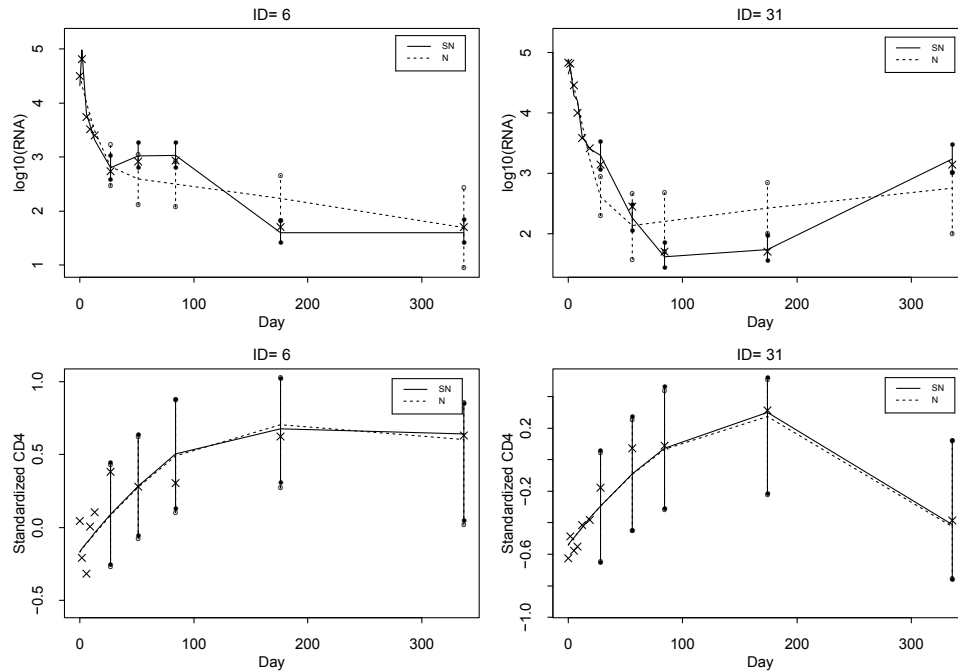 ID= 6
SN
N
log10(RNA)
5
4
3
2
1
0 100 200 300
Day
ID= 31
SN
N
log10(RNA)
5
4
3
2
0 100 200 300
Day
ID= 6
SN
N
Standardized CD4
1.0
0.5
0.0
−0.5
0 100 200 300
Day
ID= 31
SN
N
Standardized CD4
0.2
−0.2
−0.6
−1.0
0 100 200 300
Day